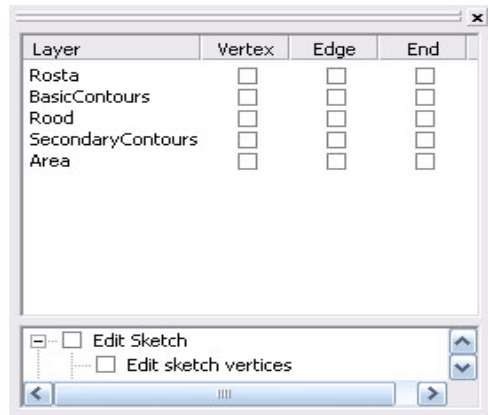 Layer Vertex Edge End
Rosta
BasicContours
Rood
SecondaryContours
Area
Edit Sketch
Edit sketch vertices